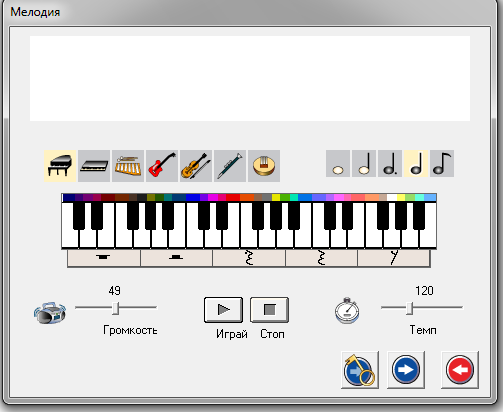 Мелодия
49
120
Громкость
Играй
Стоп
Темп